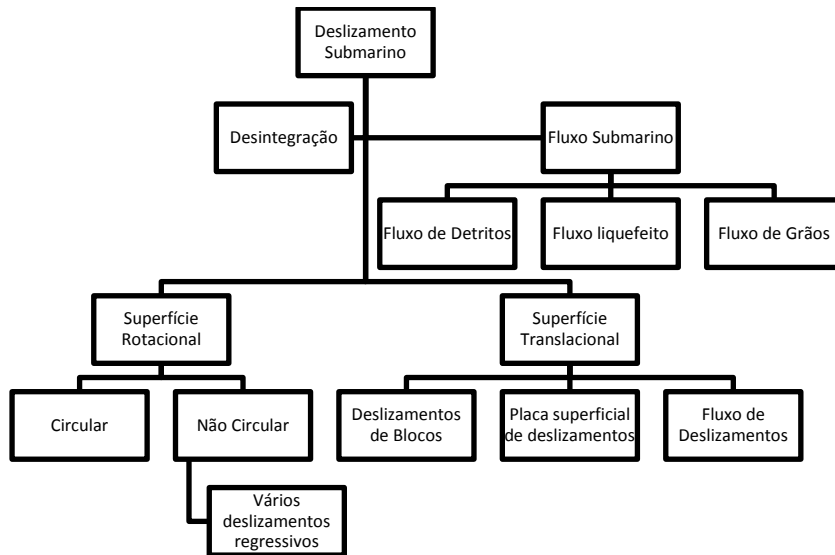 Deslizamento
Submarino
Desintegração
Fluxo Submarino
Fluxo de Detritos
Fluxo liquefeito
Fluxo de Grãos
Superfície
Rotacional
Superfície
Translacional
Circular
Não Circular
Deslizamentos
de Blocos
Placa superficial
de deslizamentos
Fluxo de
Deslizamentos
Vários
deslizamentos
regressivos